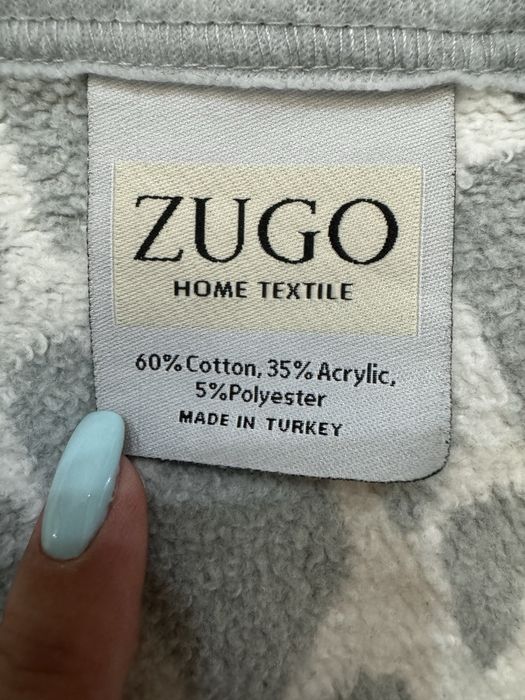 ZUGO
HOME TEXTILE
60% Cotton, 35% Acrylic,
5%Polyester
MADE IN TURKEY